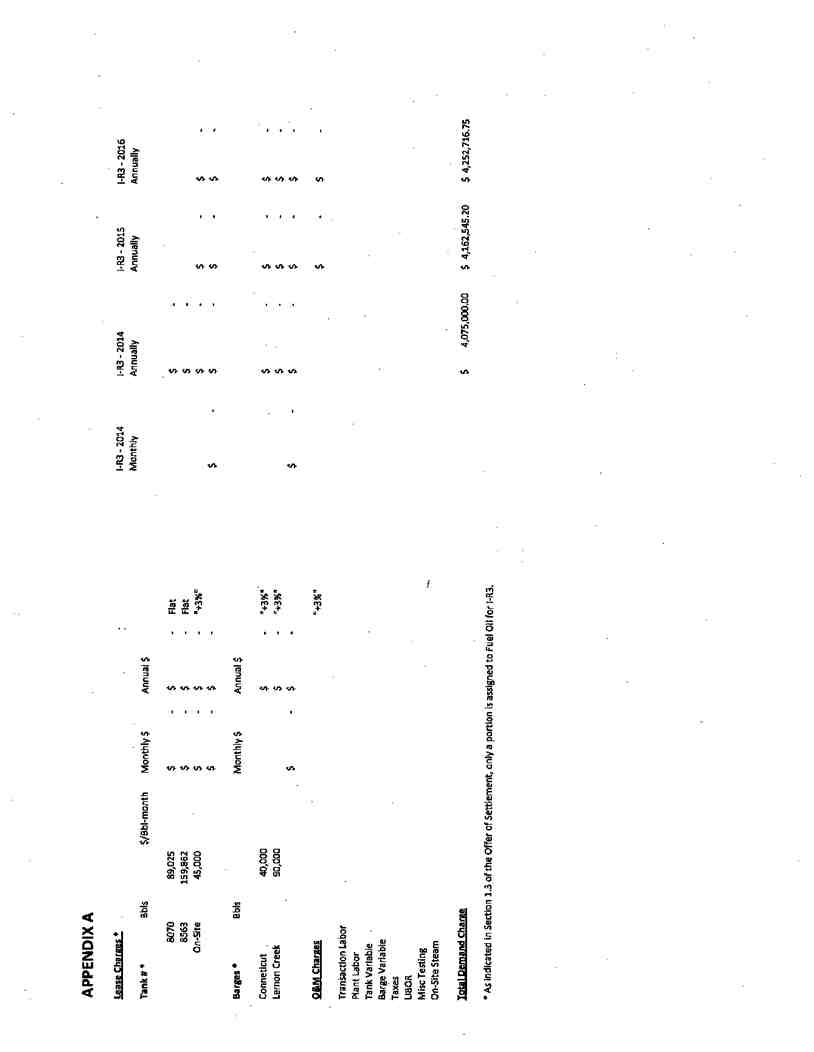 APPENDIX A
Lease Charges * I-R3 - 2014 I-R3 - 2014 I-R3 - 2015 I-R3 - 2016
Monthly Annually Annually Annually
Tank # * Bbls $/Bbl-month Monthly $ Annual $
8070 89,025 $ - $ - Flat $ -
8563 159,862 $ - $ - Flat $ -
On-Site 45,000 $ - $ - "+3%" $ - $ - $ -
$ - $ - $ - $ - $ - $ -
Barges * Bbls Monthly $ Annual $
Conneticut 40,000 $ - "+3%" $ - $ - $ -
Lemon Creek 50,000 $ - "+3%" $ - $ - $ -
$ - $ - $ - $ - $ - $ -
O&M Charges "+3%" $ - $ -
Transaction Labor
Plant Labor
Tank Variable
Barge Variable
Taxes
LIBOR
Misc Testing
On-Site Steam
Total Demand Charge $ 4,075,000.00 $ 4,162,545.20 $ 4,252,716.75
* As indicated in Section 1.3 of the Offer of Settlement, only a portion is assigned to Fuel Oil for I-R3.